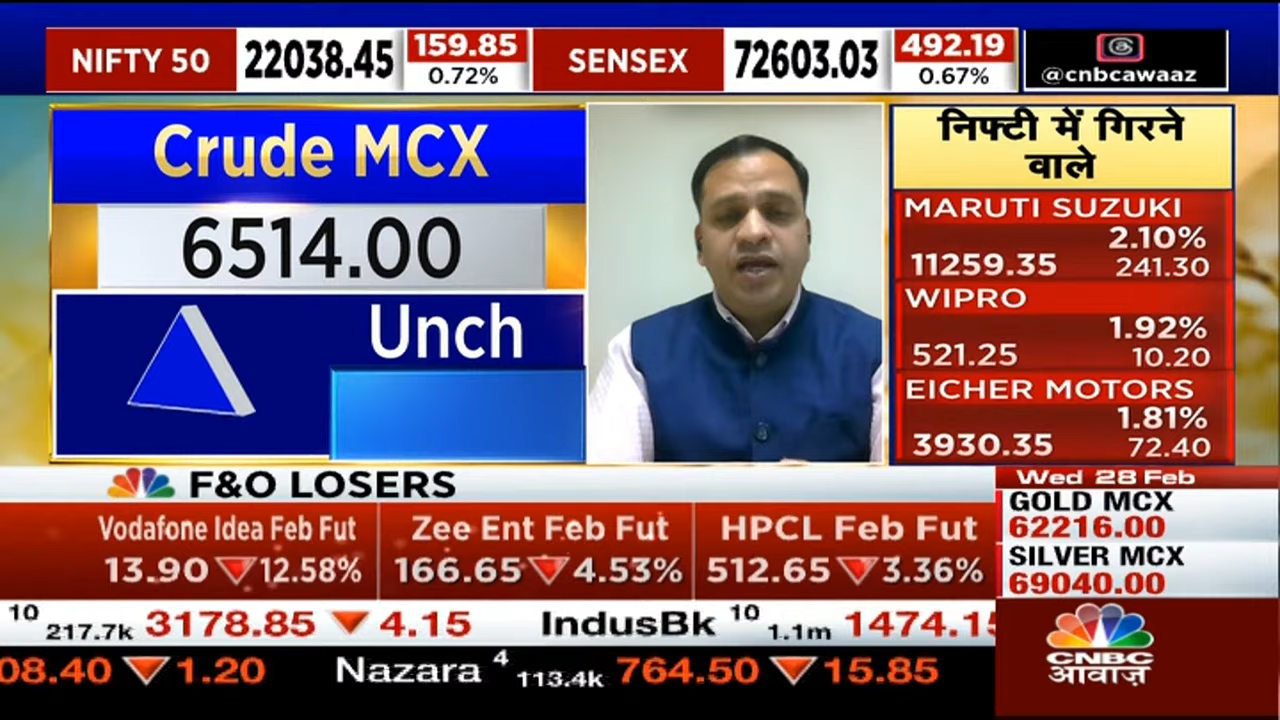 NIFTY 50 22038.45 159.85 0.72% SENSEX 72603.03 492.19 0.67% @cnbcawaaz
Crude MCX
6514.00
Unch
निफ्टी में गिरने
वाले
MARUTI SUZUKI
2.10%
11259.35 241.30
WIPRO
1.92%
521.25 10.20
EICHER MOTORS
1.81%
3930.35 72.40
F&O LOSERS
Vodafone Idea Feb Fut
13.90 12.58%
Zee Ent Feb Fut
166.65 4.53%
HPCL Feb Fut
512.65 3.36%
Wed 28 Feb
GOLD MCX
62216.00
SILVER MCX
69040.00
10 217.7k 3178.85 4.15 IndusBk 10 1.1m 1474.15
08.40 1.20 Nazara 4 113.4k 764.50 15.85
CNBC
आवाज़